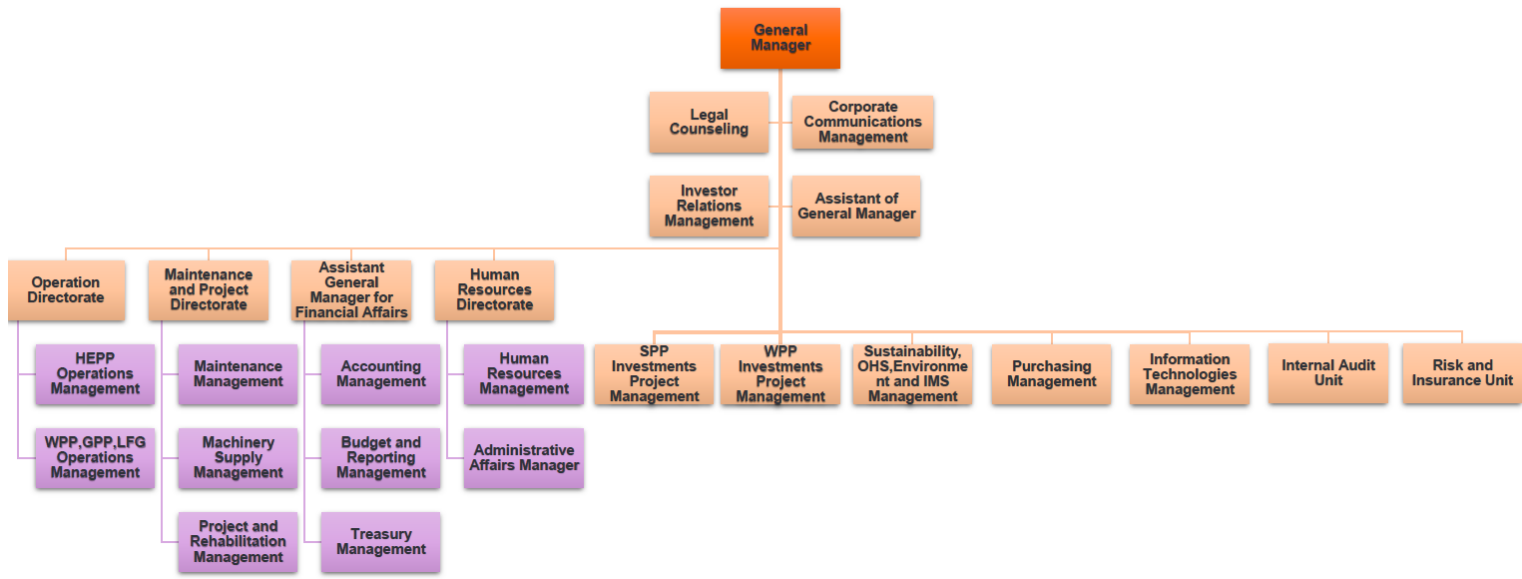 General
Manager
Legal
Counseling
Corporate
Communications
Management
Investor
Relations
Management
Assistant of
General Manager
Operation
Directorate
Maintenance
and Project
Directorate
Assistant
General
Manager for
Financial Affairs
Human
Resources
Directorate
HEPP
Operations
Management
WPP,GPP,LFG
Operations
Management
Maintenance
Management
Machinery
Supply
Management
Project and
Rehabilitation
Management
Accounting
Management
Budget and
Reporting
Management
Treasury
Management
Human
Resources
Management
Administrative
Affairs Manager
SPP
Investments
Project
Management
WPP
Investments
Project
Management
Sustainability,
OHS,Environme
nt and IMS
Management
Purchasing
Management
Information
Technologies
Management
Internal Audit
Unit
Risk and
Insurance Unit